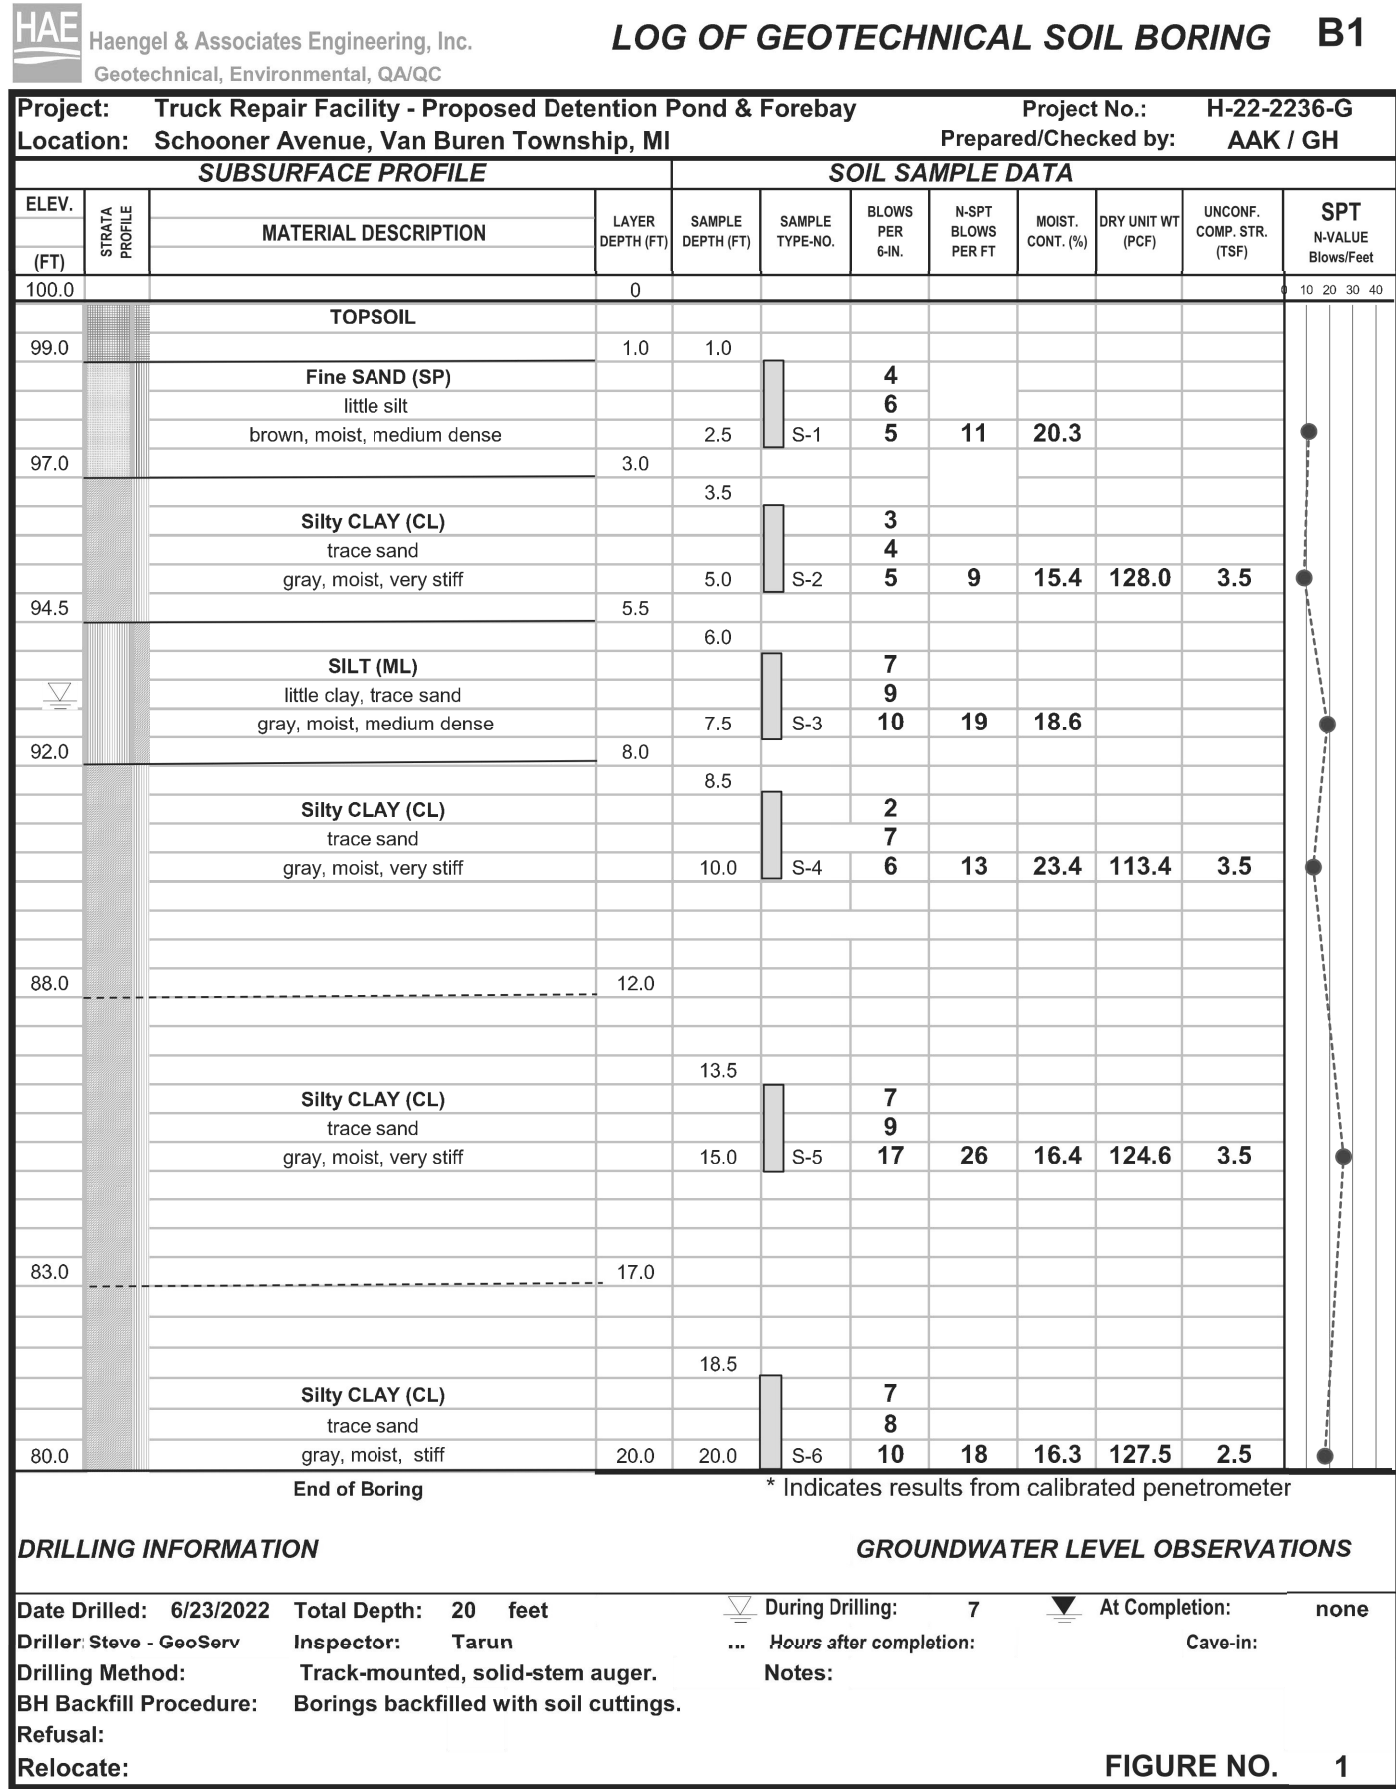 HAE
Haengel & Associates Engineering, Inc.
Geotechnical, Environmental, QA/QC
LOG OF GEOTECHNICAL SOIL BORING B1
Project: Truck Repair Facility - Proposed Detention Pond & Forebay Project No.: H-22-2236-G
Location: Schooner Avenue, Van Buren Township, MI Prepared/Checked by: AAK / GH
SUBSURFACE PROFILE SOIL SAMPLE DATA
ELEV. (FT) STRATA PROFILE MATERIAL DESCRIPTION LAYER DEPTH (FT) SAMPLE DEPTH (FT) SAMPLE TYPE-NO. BLOWS PER 6-IN. N-SPT BLOWS PER FT MOIST. CONT. (%) DRY UNIT WT (PCF) UNCONF. COMP. STR. (TSF) SPT N-VALUE Blows/Feet
100.0 0 0 10 20 30 40
TOPSOIL
99.0 1.0 1.0
Fine SAND (SP) 4
little silt 6
brown, moist, medium dense 2.5 S-1 5 11 20.3
97.0 3.0
3.5
Silty CLAY (CL) 3
trace sand 4
gray, moist, very stiff 5.0 S-2 5 9 15.4 128.0 3.5
94.5 5.5
6.0
SILT (ML) 7
little clay, trace sand 9
gray, moist, medium dense 7.5 S-3 10 19 18.6
92.0 8.0
8.5
Silty CLAY (CL) 2
trace sand 7
gray, moist, very stiff 10.0 S-4 6 13 23.4 113.4 3.5
88.0 12.0
13.5
Silty CLAY (CL) 7
trace sand 9
gray, moist, very stiff 15.0 S-5 17 26 16.4 124.6 3.5
83.0 17.0
18.5
Silty CLAY (CL) 7
trace sand 8
80.0 gray, moist, stiff 20.0 20.0 S-6 10 18 16.3 127.5 2.5
End of Boring * Indicates results from calibrated penetrometer
DRILLING INFORMATION GROUNDWATER LEVEL OBSERVATIONS
Date Drilled: 6/23/2022 Total Depth: 20 feet During Drilling: 7 At Completion: none
Driller: Steve - GeoServ Inspector: Tarun ... Hours after completion: Cave-in:
Drilling Method: Track-mounted, solid-stem auger. Notes:
BH Backfill Procedure: Borings backfilled with soil cuttings.
Refusal:
Relocate: FIGURE NO. 1